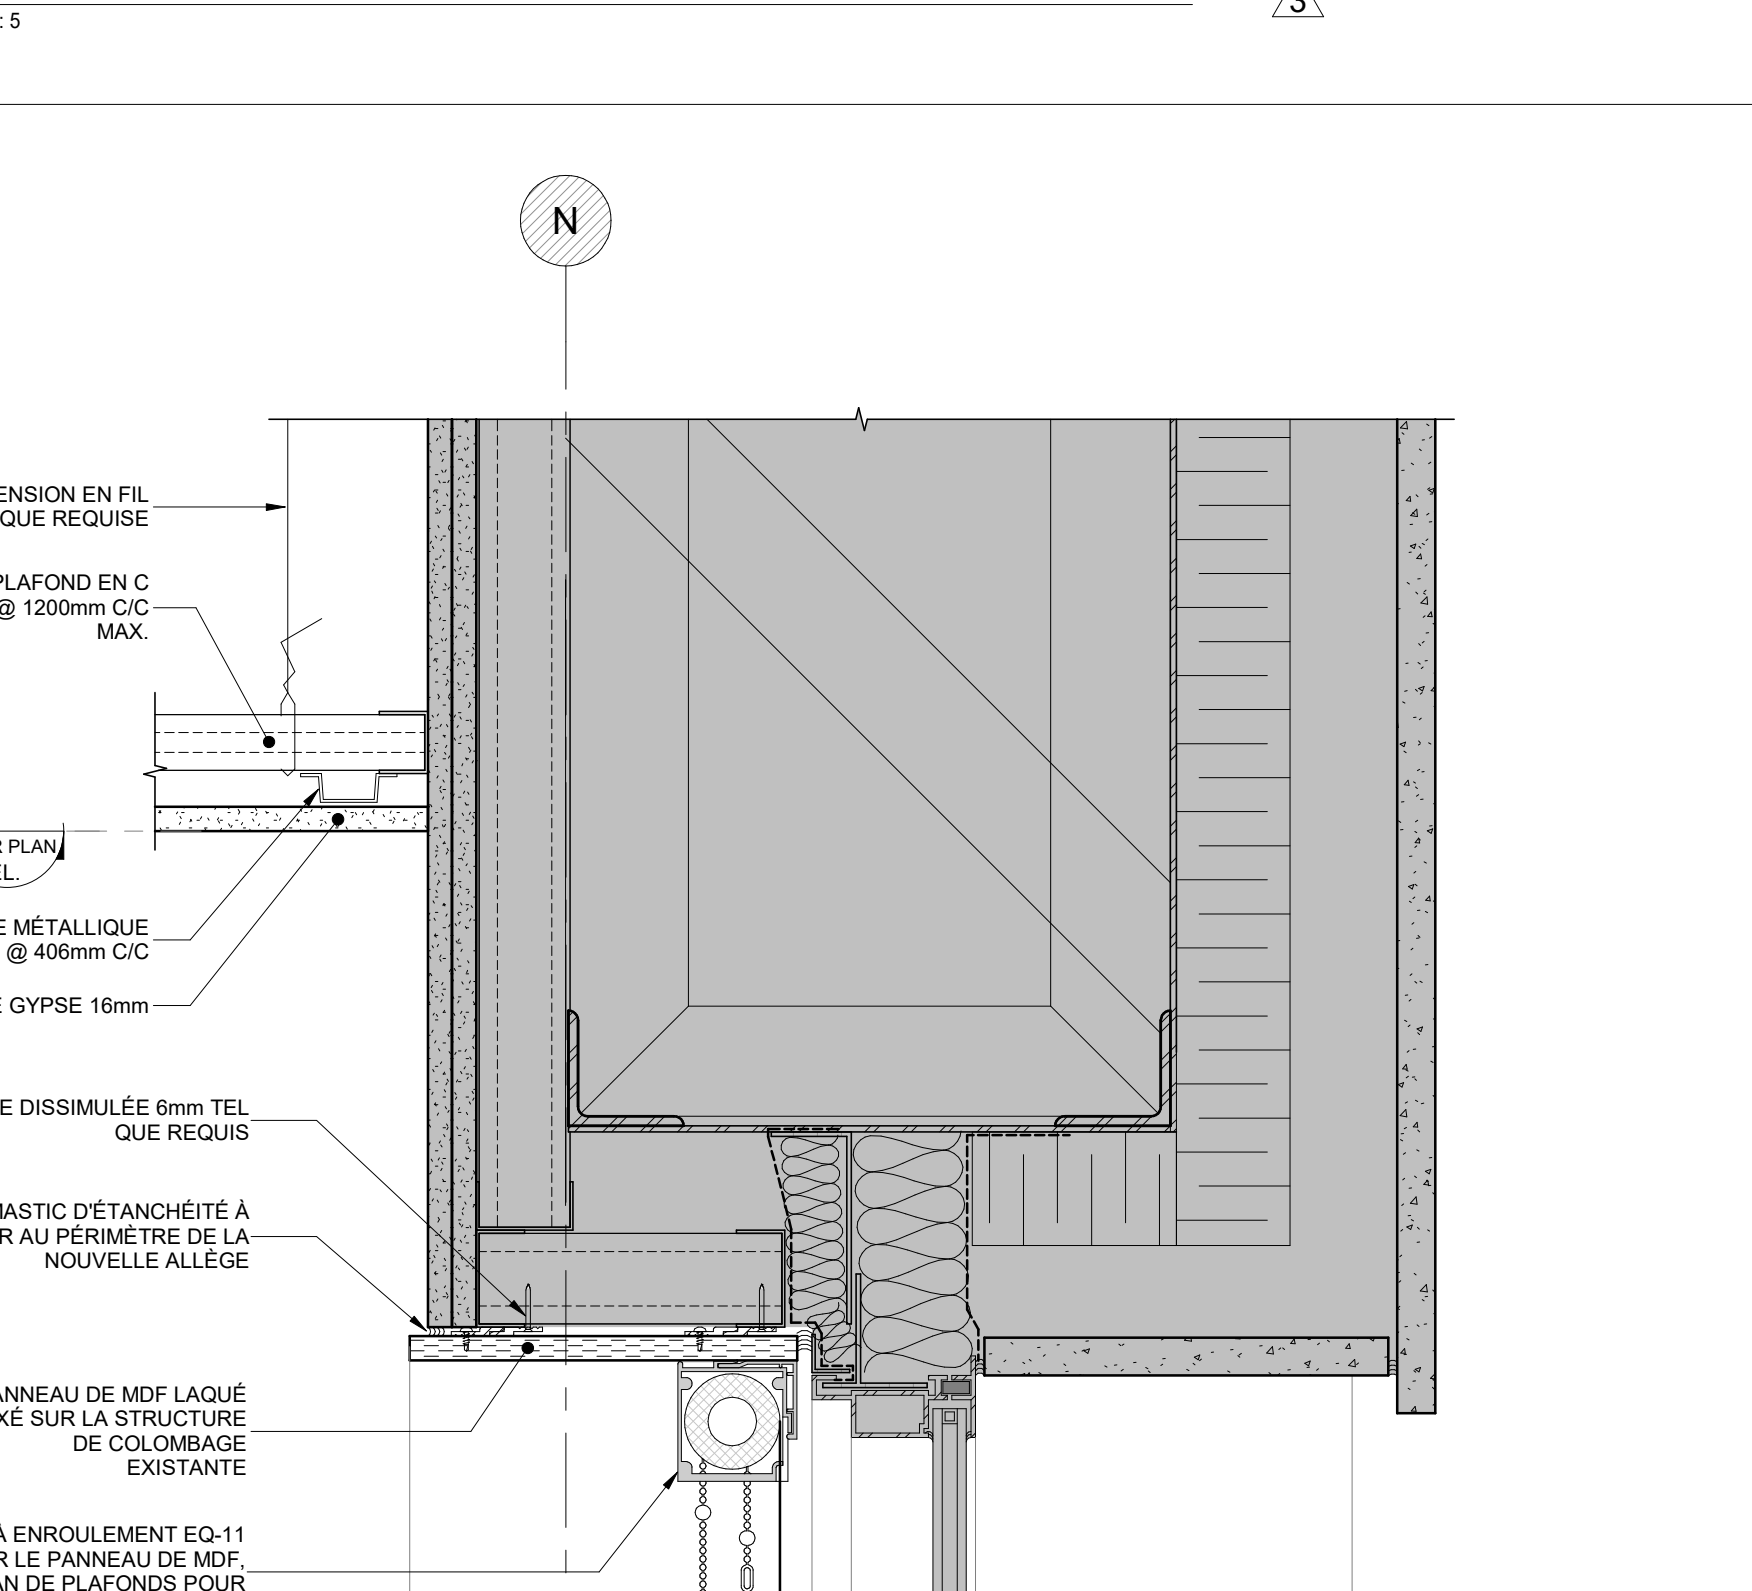 : 5
3
N
ENSION EN FIL
QUE REQUISE
PLAFOND EN C
@ 1200mm C/C
MAX.
R PLAN
EL.
E MÉTALLIQUE
@ 406mm C/C
E GYPSE 16mm
E DISSIMULÉE 6mm TEL
QUE REQUIS
MASTIC D'ÉTANCHÉITÉ À
R AU PÉRIMÈTRE DE LA
NOUVELLE ALLÈGE
ANNEAU DE MDF LAQUÉ
XÉ SUR LA STRUCTURE
DE COLOMBAGE
EXISTANTE
À ENROULEMENT EQ-11
R LE PANNEAU DE MDF,
AN DE PLAFONDS POUR